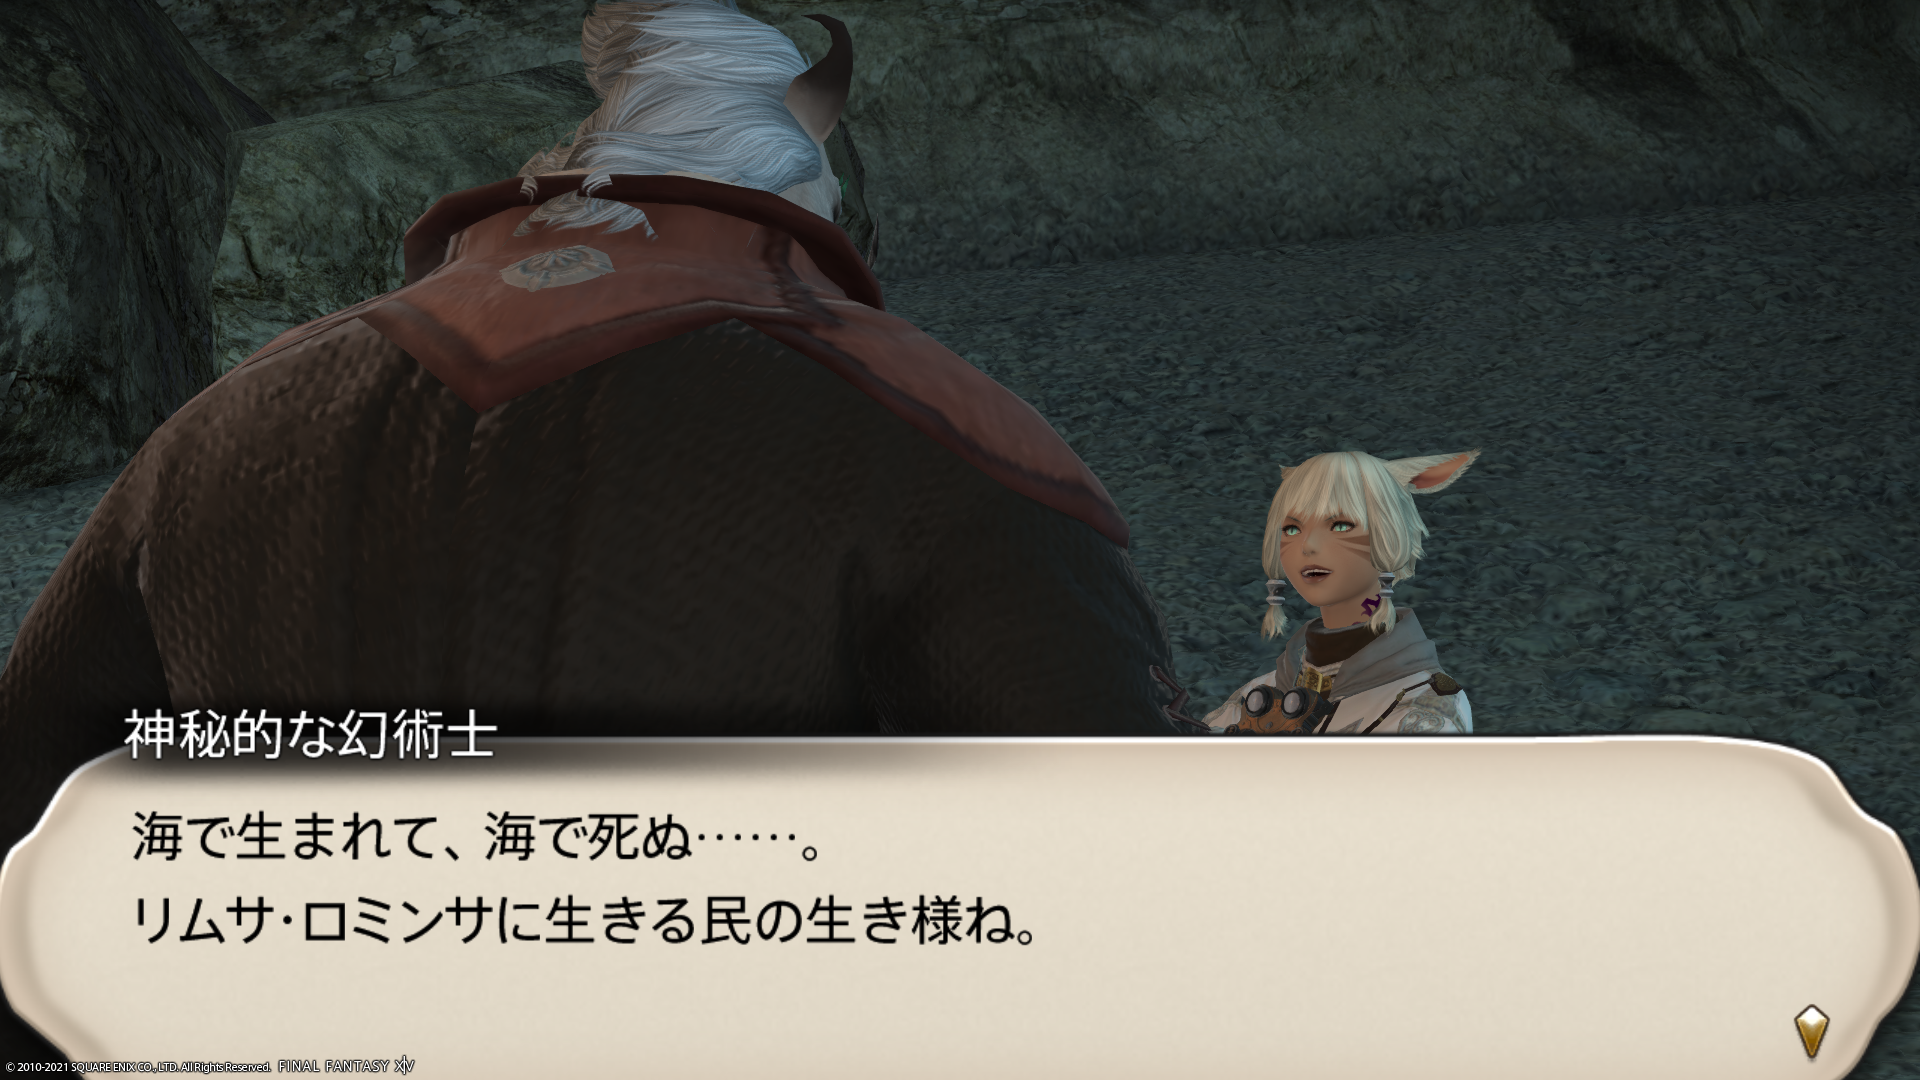 神秘的な幻術士
海で生まれて、海で死ぬ……。
リムサ・ロミンサに生きる民の生き様ね。
© 2010-2021 SQUARE ENIX CO., LTD. All Rights Reserved. FINAL FANTASY XIV